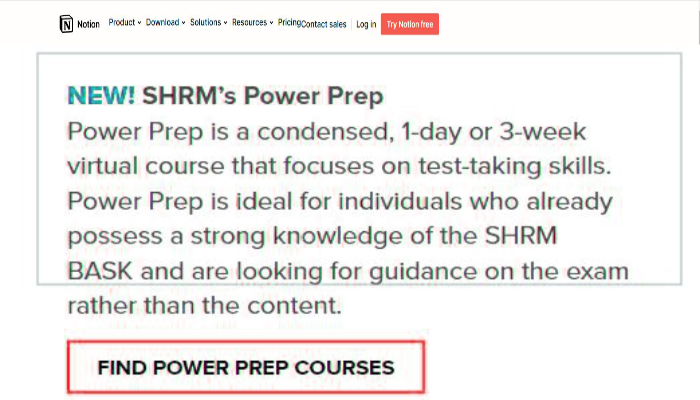 Notion Product Download Solutions Resources Pricing Contact sales Log in Try Notion free
NEW! SHRM's Power Prep
Power Prep is a condensed, 1-day or 3-week
virtual course that focuses on test-taking skills.
Power Prep is ideal for individuals who already
possess a strong knowledge of the SHRM
BASK and are looking for guidance on the exam
rather than the content.
FIND POWER PREP COURSES